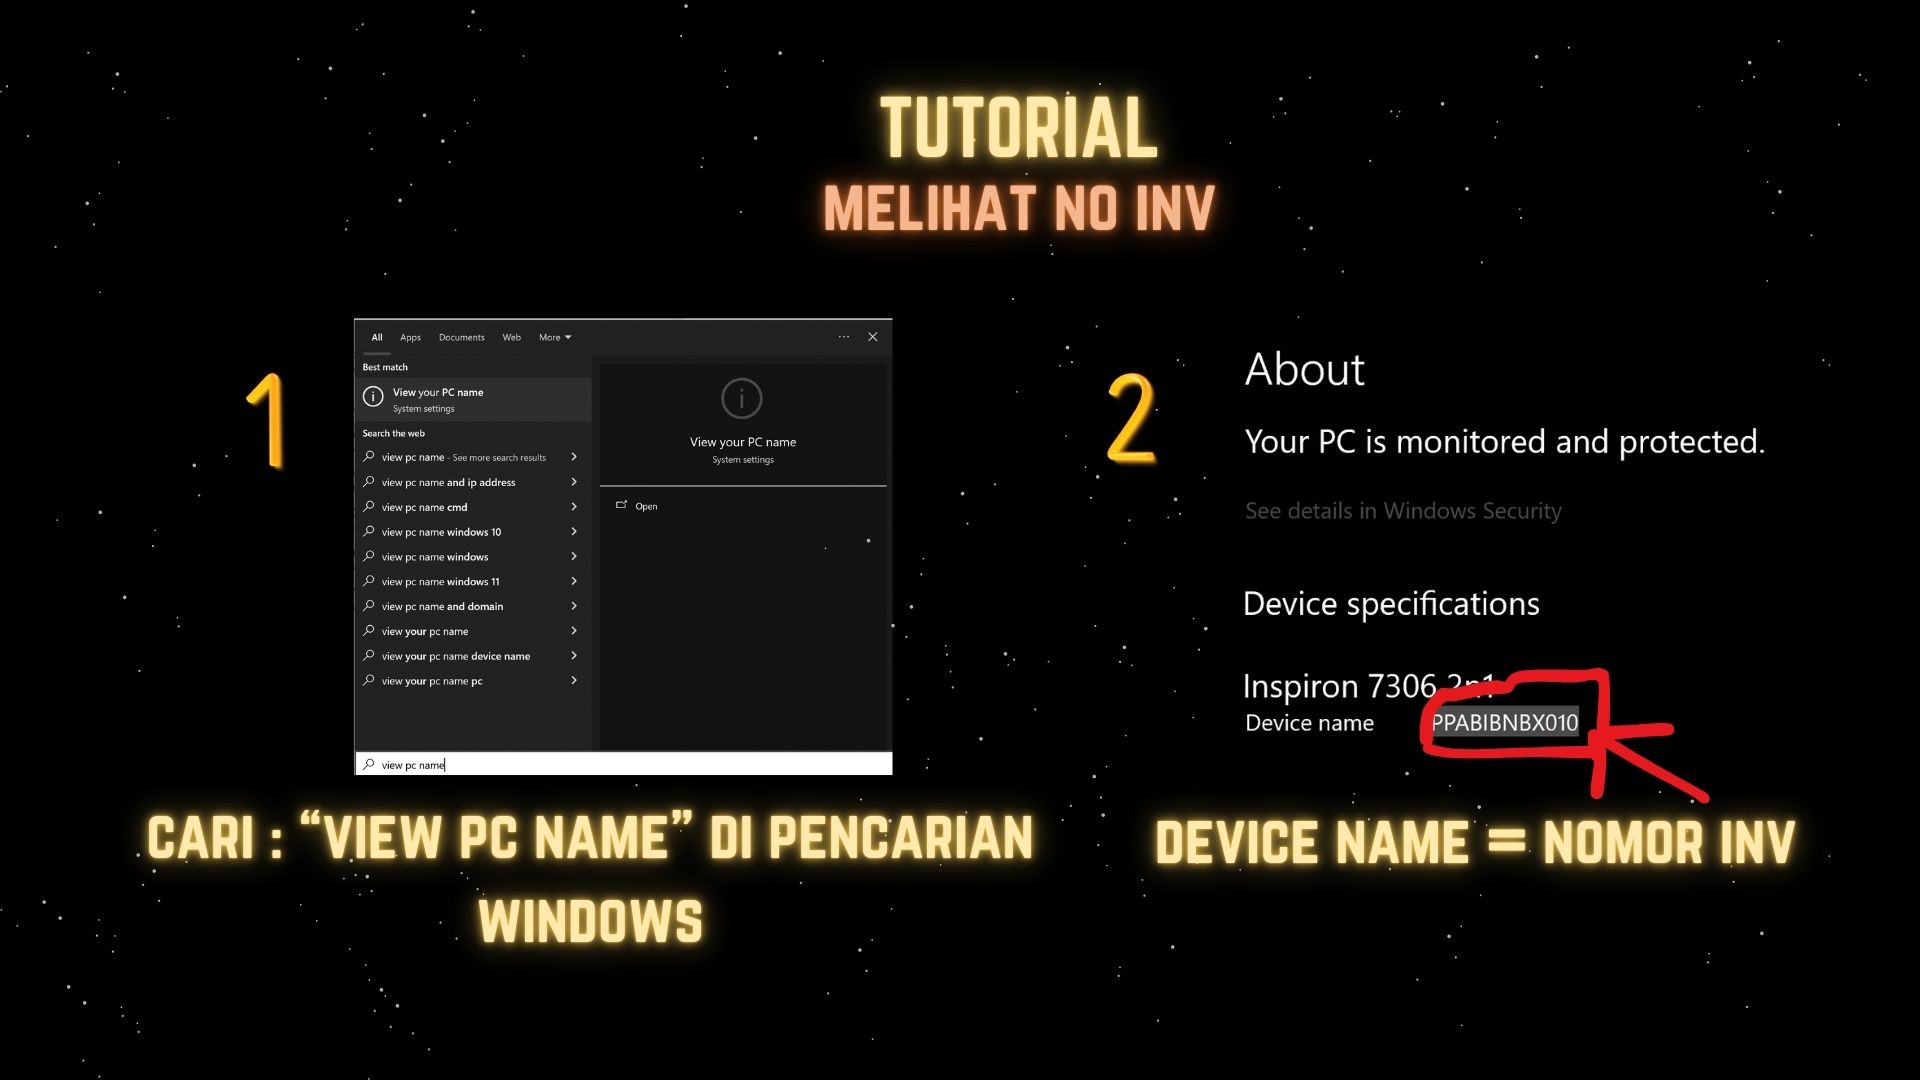 TUTORIAL
MELIHAT NO INV
1
All Apps Documents Web More
Best match
View your PC name
System settings
Search the web
view pc name - See more search results
view pc name and ip address
view pc name cmd
view pc name windows 10
view pc name windows
view pc name windows 11
view pc name and domain
view your pc name
view your pc name device name
view your pc name pc
View your PC name
System settings
Open
view pc name
CARI : “VIEW PC NAME” DI PENCARIAN
WINDOWS
2
About
Your PC is monitored and protected.
See details in Windows Security
Device specifications
Inspiron 7306 2n1
Device name PPABIBNBX010
DEVICE NAME = NOMOR INV